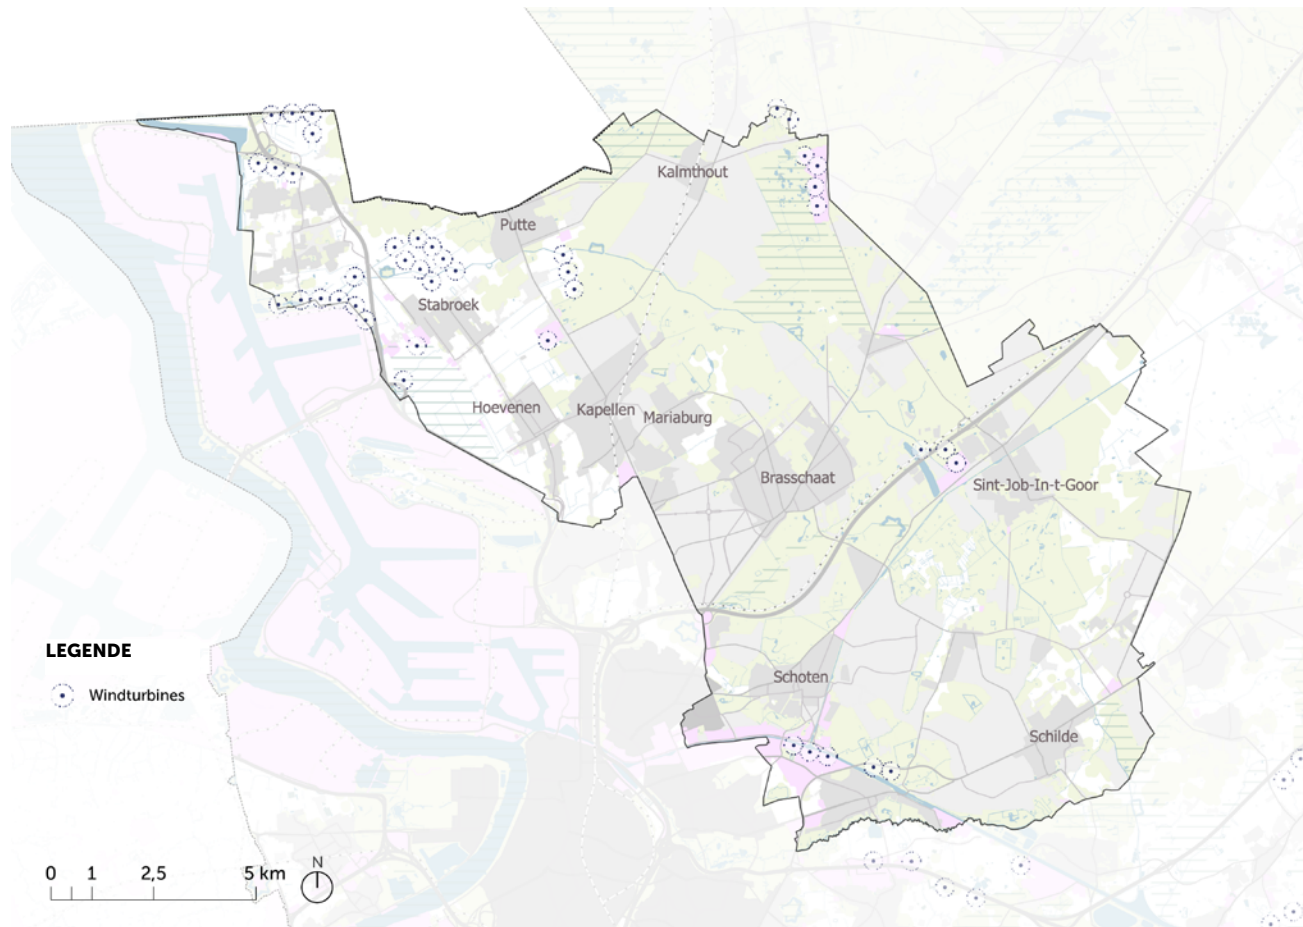 Kalmthout
Putte
Stabroek
Hoevenen
Kapellen
Mariaburg
Brasschaat
Sint-Job-In-t-Goor
LEGENDE
Windturbines
Schoten
Schilde
0 1 2,5 5 km
N